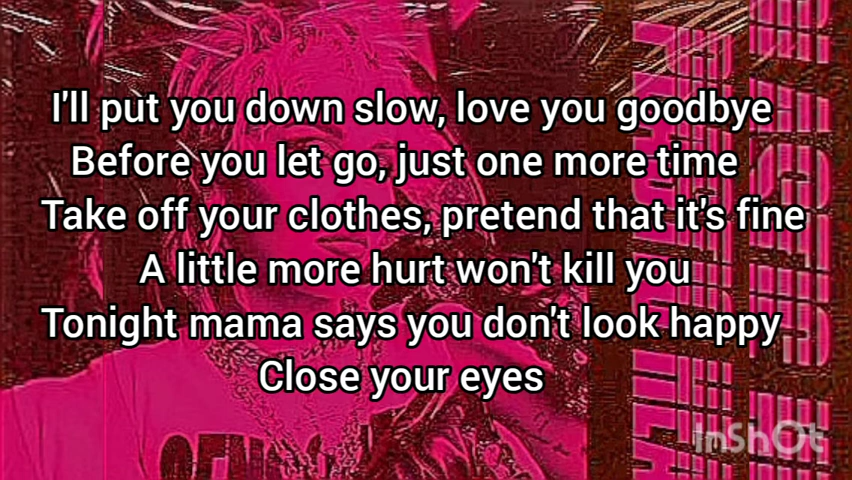 I'll put you down slow, love you goodbye
Before you let go, just one more time
Take off your clothes, pretend that it's fine
A little more hurt won't kill you
Tonight mama says you don't look happy
Close your eyes
InShOt